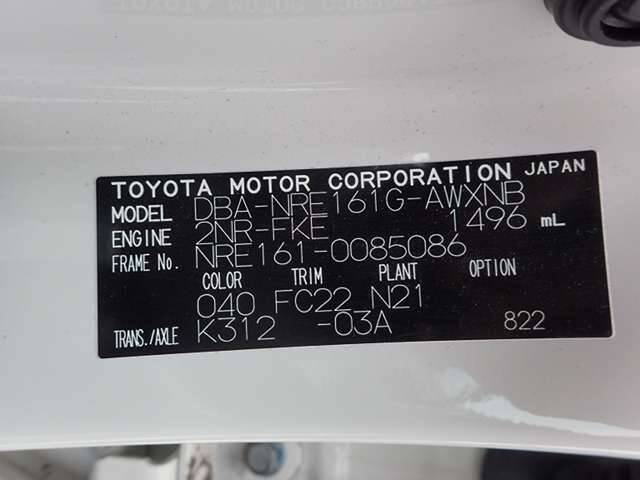 TOYOTA MOTOR CORPORATION JAPAN
MODEL DBA-NRE161G-AWXNB
ENGINE 2NR-FKE 1496 mL
FRAME No. NRE161-0085086
COLOR TRIM PLANT OPTION
040 FC22 N21
TRANS./AXLE K312 -03A 822